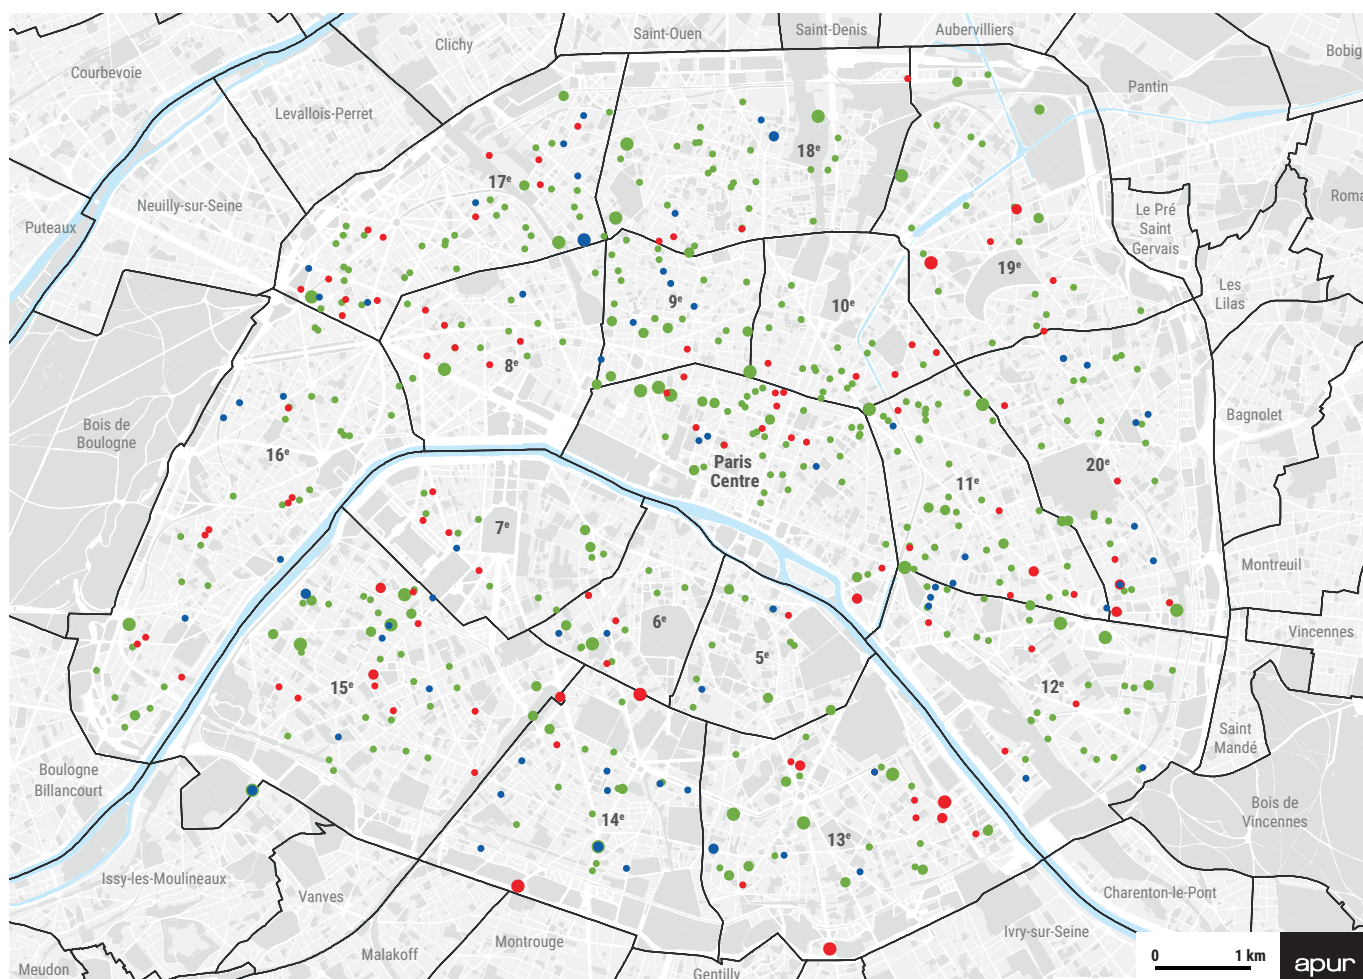 Saint-Ouen
Saint-Denis
Aubervilliers
Clichy
Bobig
Courbevoie
Pantin
Levallois-Perret
18e
17e
Neuilly-sur-Seine
Roma
Puteaux
Le Pré
Saint
Gervais
19e
Les
Lilas
9e
10e
8e
Bagnolet
Bois de
Boulogne
16e
Paris
Centre
20e
11e
7e
Montreuil
6e
Vincennes
5e
15e
12e
Saint
Mandé
Boulogne
Billancourt
Bois de
Vincennes
14e
13e
Issy-les-Moulineaux
Vanves
Charenton-le-Pont
Ivry-sur-Seine
Montrouge
Malakoff
Meudon
Gentilly
0 1 km
apur